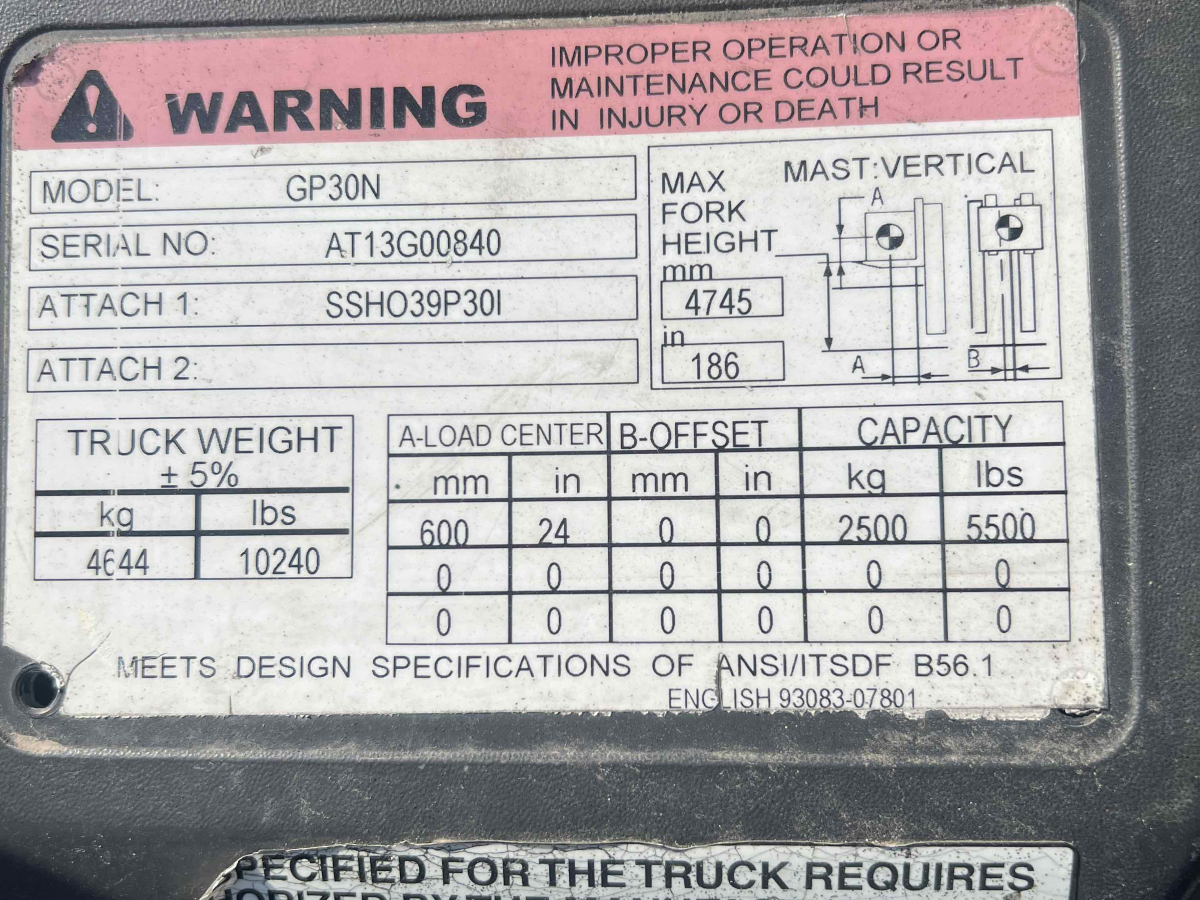 WARNING
IMPROPER OPERATION OR
MAINTENANCE COULD RESULT
IN INJURY OR DEATH
MODEL: GP30N
SERIAL NO: AT13G00840
ATTACH 1: SSHO39P30I
ATTACH 2:
MAX
FORK
HEIGHT
mm
4745
in
186
MAST:VERTICAL
A
A
B
TRUCK WEIGHT
± 5%
kg lbs
4644 10240
A-LOAD CENTER B-OFFSET CAPACITY
mm in mm in kg lbs
600 24 0 0 2500 5500
0 0 0 0 0 0
0 0 0 0 0 0
MEETS DESIGN SPECIFICATIONS OF ANSI/ITSDF B56.1
ENGLISH 93083-07801
SPECIFIED FOR THE TRUCK REQUIRES